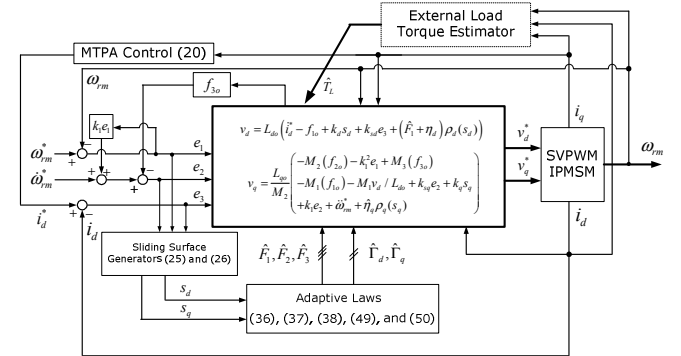 External Load
Torque Estimator
MTPA Control (20)
ω_rm
f_3o
T̂_L
i_q
k_1e_1
ω*_rm
ω̇*_rm
i*_d
i_d
e_1
e_2
e_3
v_d = L_do(i̇*_d − f_1o + k_d s_d + k_sd e_3 + (F̂_1 + η_d) ρ_d(s_d))
v_q = L_qo/M_2 (−M_2(f_2o) − k_1^2 e_1 + M_3(f_3o)
−M_1(f_1o) − M_1 v_d / L_do + k_sq e_2 + k_q s_q
+k_1 e_2 + ω̈*_rm + η̂_q ρ_q(s_q))
v*_d
v*_q
SVPWM
IPMSM
ω_rm
i_d
Sliding Surface
Generators (25) and (26)
F̂_1, F̂_2, F̂_3
Γ̂_d, Γ̂_q
s_d
s_q
Adaptive Laws
(36), (37), (38), (49), and (50)